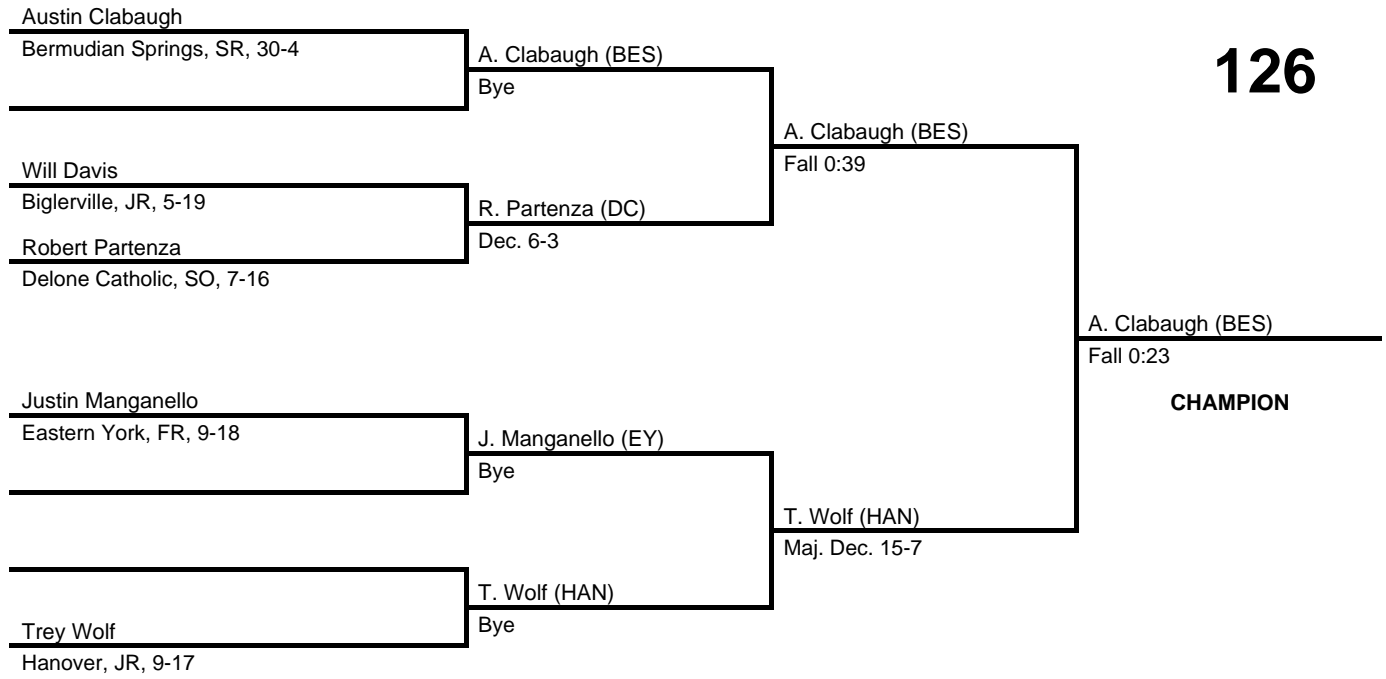 Austin Clabaugh
Bermudian Springs, SR, 30-4
A. Clabaugh (BES)
Bye
126
A. Clabaugh (BES)
Fall 0:39
Will Davis
Biglerville, JR, 5-19
R. Partenza (DC)
Dec. 6-3
Robert Partenza
Delone Catholic, SO, 7-16
A. Clabaugh (BES)
Fall 0:23
CHAMPION
Justin Manganello
Eastern York, FR, 9-18
J. Manganello (EY)
Bye
T. Wolf (HAN)
Maj. Dec. 15-7
T. Wolf (HAN)
Bye
Trey Wolf
Hanover, JR, 9-17